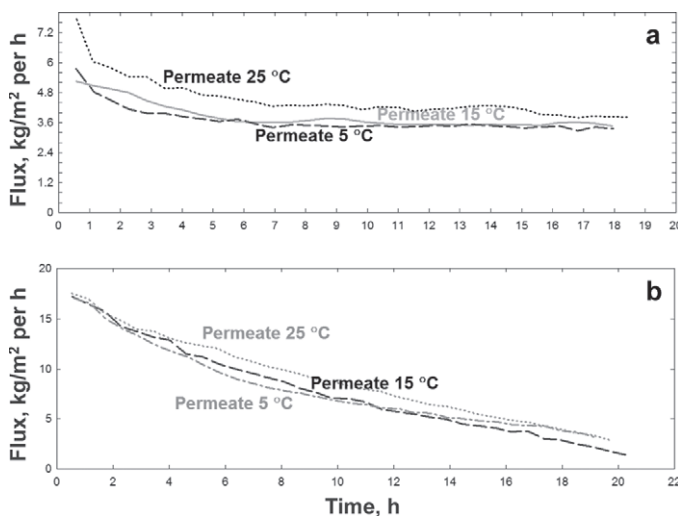 a
7.2
6
4.8
3.6
2.4
1.2
0
Flux, kg/m² per h
Permeate 25 °C
Permeate 15 °C
Permeate 5 °C
0 1 2 3 4 5 6 7 8 9 10 11 12 13 14 15 16 17 18 19 20
b
20
15
10
5
0
Flux, kg/m² per h
Permeate 25 °C
Permeate 15 °C
Permeate 5 °C
0 2 4 6 8 10 12 14 16 18 20 22
Time, h